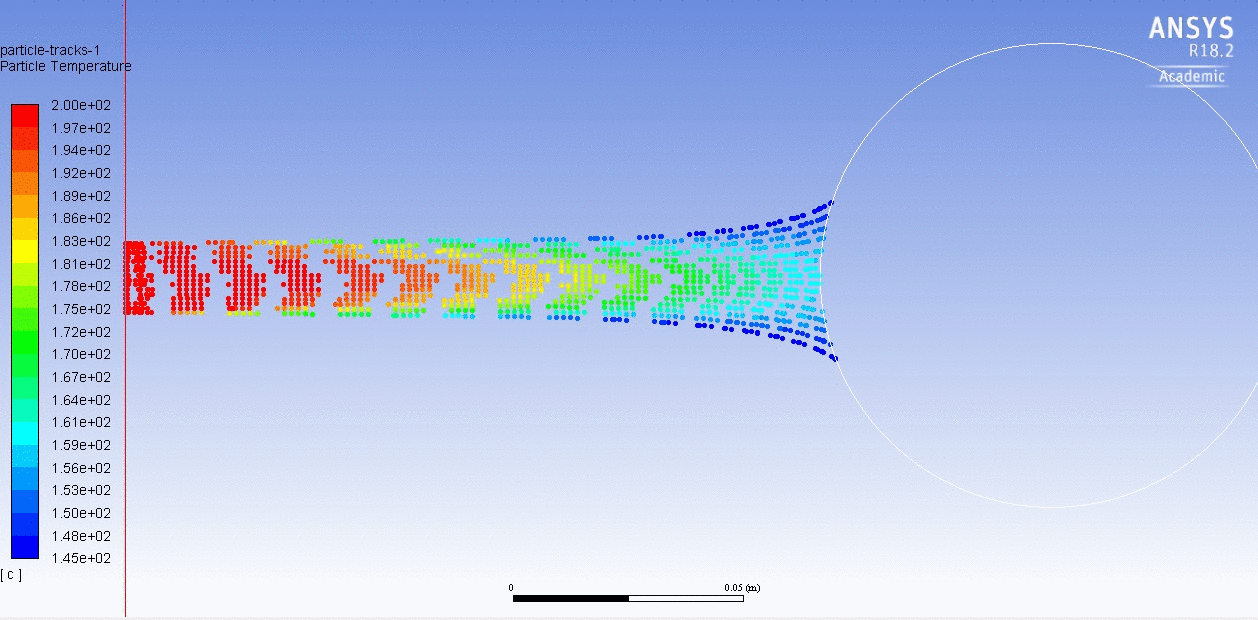 ANSYS
R18.2
Academic
particle-tracks-1
Particle Temperature
2.00e+02
1.97e+02
1.94e+02
1.92e+02
1.89e+02
1.86e+02
1.83e+02
1.81e+02
1.78e+02
1.75e+02
1.72e+02
1.70e+02
1.67e+02
1.64e+02
1.61e+02
1.59e+02
1.56e+02
1.53e+02
1.50e+02
1.48e+02
1.45e+02
[ C ]
0 0.05 (m)